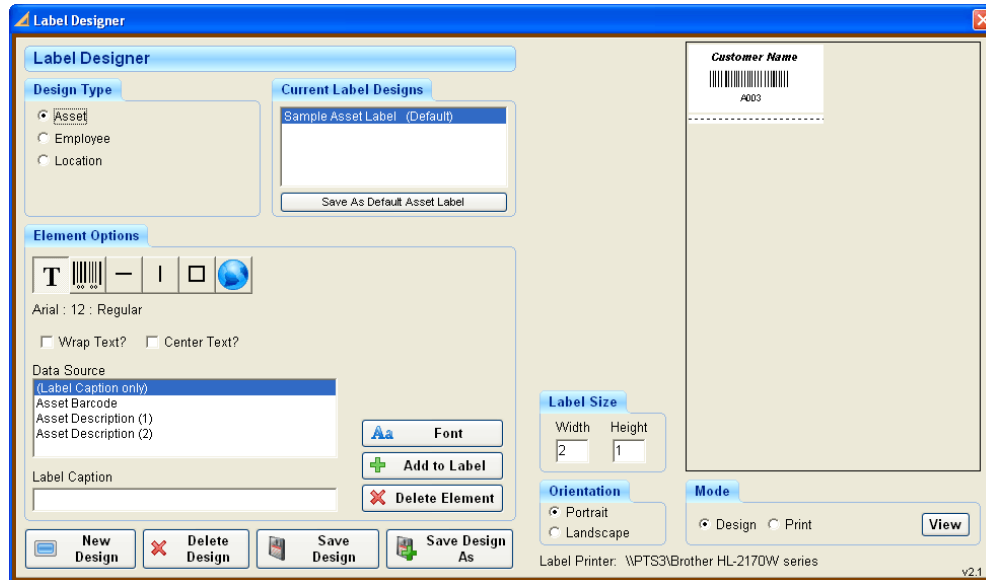 Label Designer
Label Designer
Design Type
Asset
Employee
Location
Current Label Designs
Sample Asset Label (Default)
Save As Default Asset Label
Element Options
T
Arial : 12 : Regular
Wrap Text? Center Text?
Data Source
(Label Caption only)
Asset Barcode
Asset Description (1)
Asset Description (2)
Label Caption
Aa Font
Add to Label
Delete Element
New Design
Delete Design
Save Design
Save Design As
Customer Name
A003
Label Size
Width Height
2 1
Orientation
Portrait
Landscape
Mode
Design Print
View
Label Printer: \\PTS3\Brother HL-2170W series
v2.1